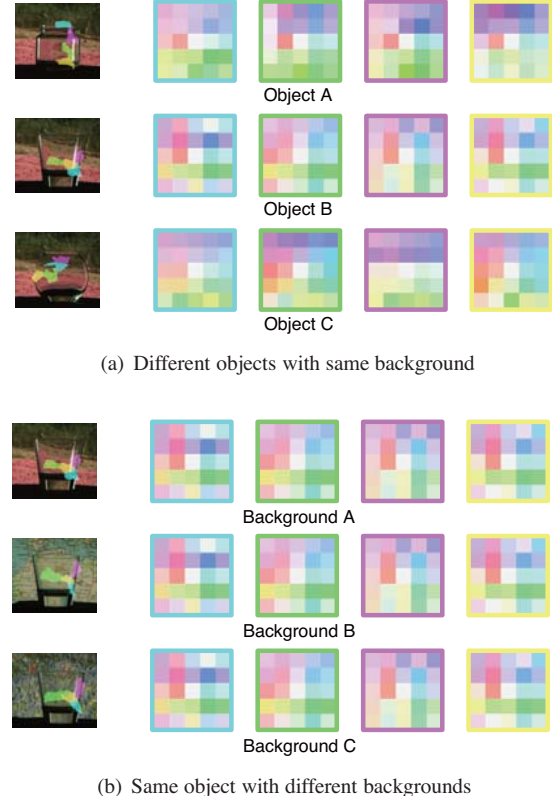 Object A
Object B
Object C
(a) Different objects with same background
Background A
Background B
Background C
(b) Same object with different backgrounds